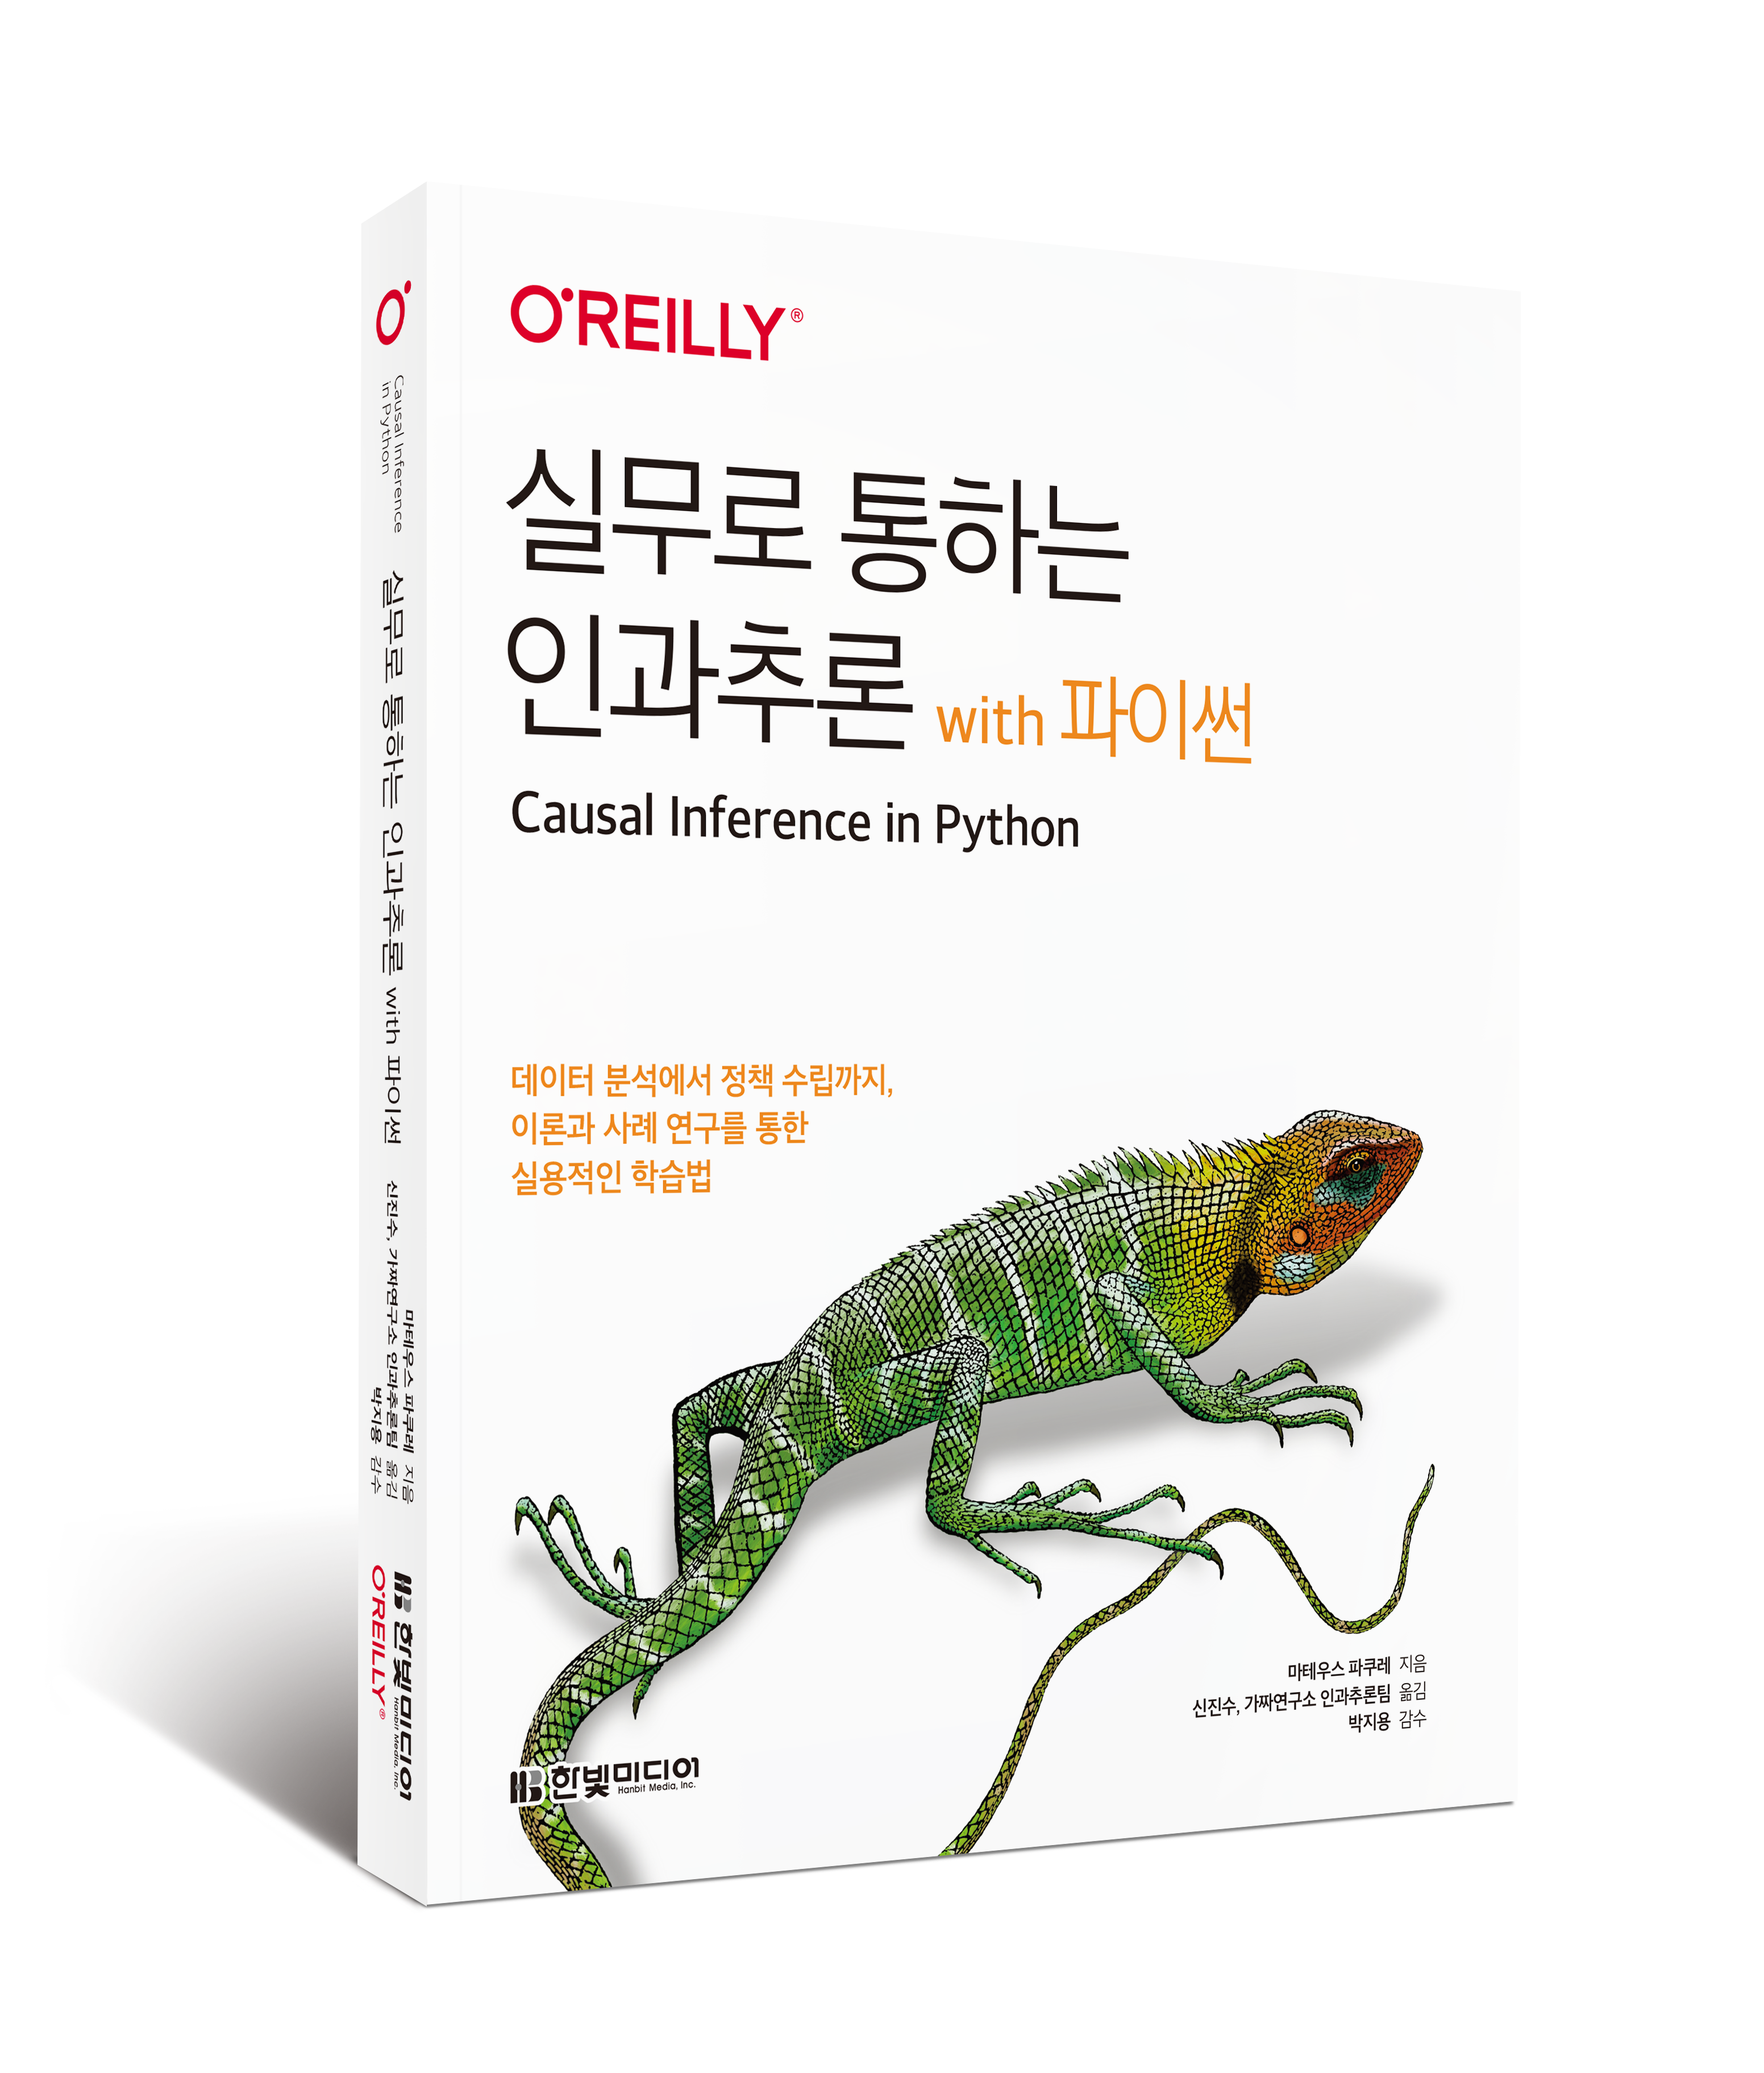 O'REILLY®
실무로 통하는
인과추론 with 파이썬
Causal Inference in Python
데이터 분석에서 정책 수립까지,
이론과 사례 연구를 통한
실용적인 학습법
마테우스 파쿠레 지음
신진수, 가짜연구소 인과추론팀 옮김
박지용 감수
HB 한빛미디어
Hanbit Media, Inc.
Causal Inference
in Python
실무로 통하는 인과추론 with 파이썬
마테우스 파쿠레 지음
신진수, 가짜연구소 인과추론팀 옮김
박지용 감수
HB 한빛미디어
Hanbit Media, Inc.
O'REILLY®